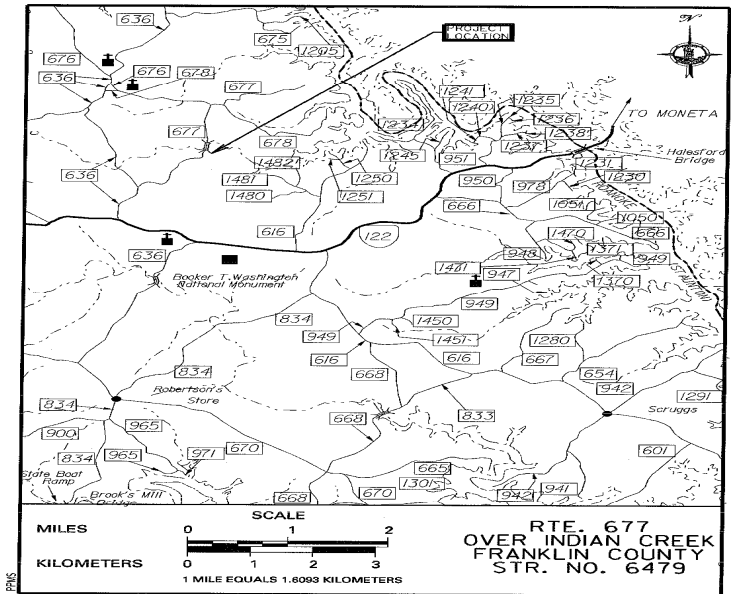 636
675
1205
PROJECT
LOCATION
N
676
636
676
678
677
1241
1240
1235
1236
1238
TO MONETA
677
678
1234
1237
Halesford
Bridge
1482
1245
951
1231
1230
636
1481
1250
950
978
1480
1251
666
1051
ROANOKE
1050
616
122
1470
666
636
948
1371
949
Booker T. Washington
National Monument
1471
947
1370
STAUNTON
949
834
949
1450
1451
1280
616
616
667
834
668
654
942
Robertson's
Store
1291
834
Scruggs
965
668
833
900
834
965
971
670
601
State Boat
Ramp
665
1301
941
Brook's Mill
Bridge
668
670
942
SCALE
MILES 0 1 2
KILOMETERS 0 1 2 3
1 MILE EQUALS 1.6093 KILOMETERS
RTE. 677
OVER INDIAN CREEK
FRANKLIN COUNTY
STR. NO. 6479
PPMS